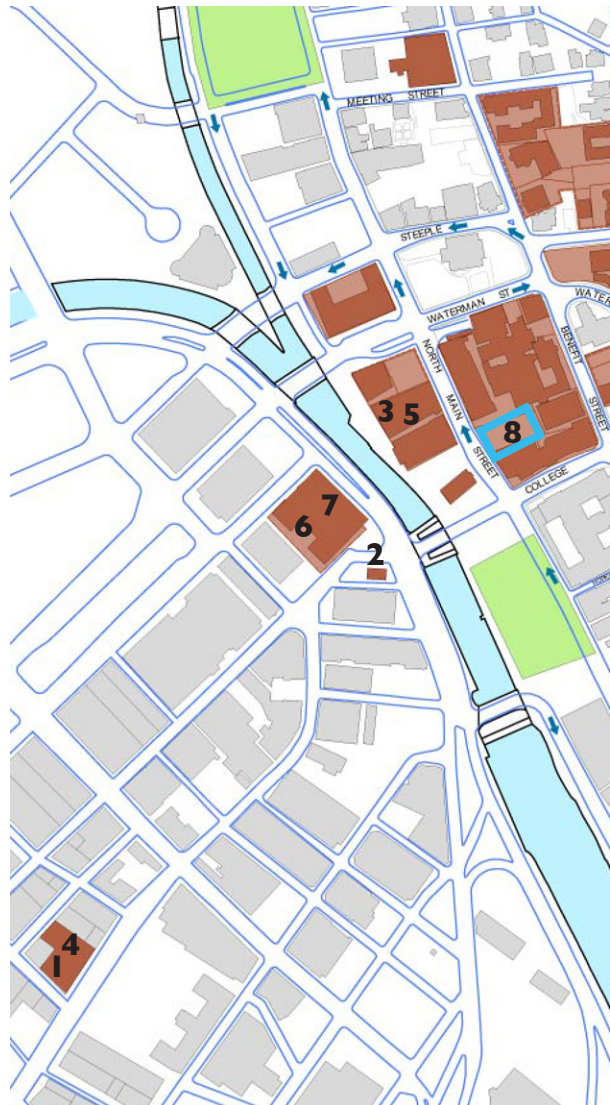 MEETING STREET
STEEPLE
WATERMAN ST
WATER
NORTH MAIN STREET
BENEFIT STREET
3 5
8
COLLEGE
7
6
2
4
1